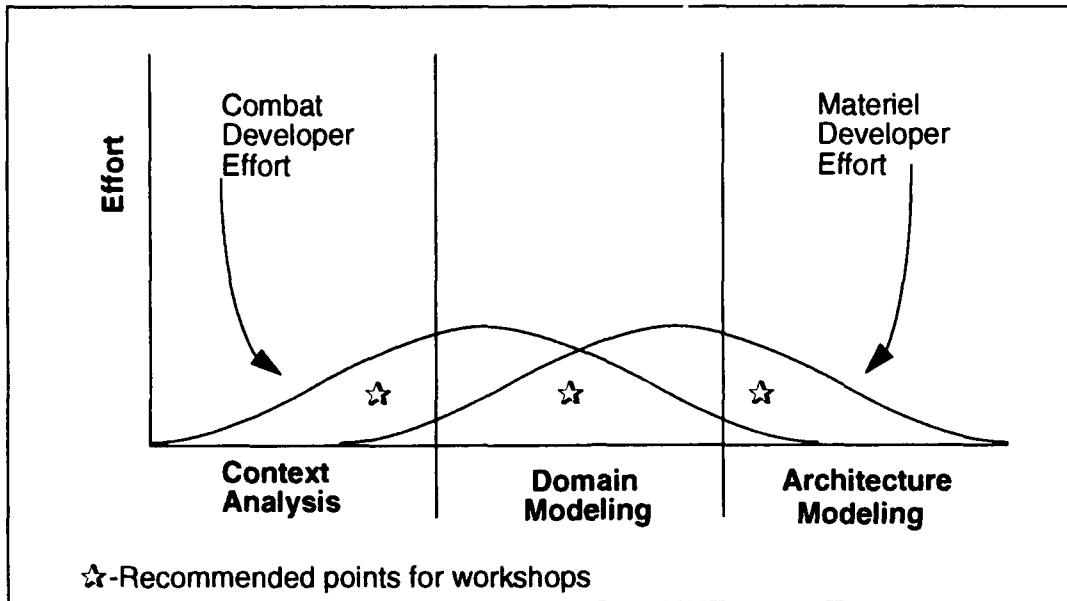 Combat
Developer
Effort
Materiel
Developer
Effort
Effort
Context
Analysis
Domain
Modeling
Architecture
Modeling
☆-Recommended points for workshops